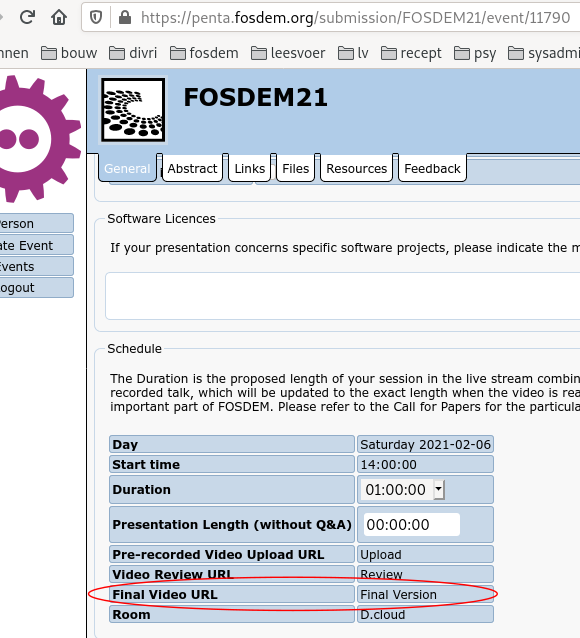 https://penta.fosdem.org/submission/FOSDEM21/event/11790
nnen bouw divri fosdem leesvoer lv recept psy sysadmi
FOSDEM21
General Abstract Links Files Resources Feedback
Person
ate Event
Events
ogout
Software Licences
If your presentation concerns specific software projects, please indicate the m
Schedule
The Duration is the proposed length of your session in the live stream combin
recorded talk, which will be updated to the exact length when the video is rea
important part of FOSDEM. Please refer to the Call for Papers for the particula
Day Saturday 2021-02-06
Start time 14:00:00
Duration 01:00:00
Presentation Length (without Q&A) 00:00:00
Pre-recorded Video Upload URL Upload
Video Review URL Review
Final Video URL Final Version
Room D.cloud